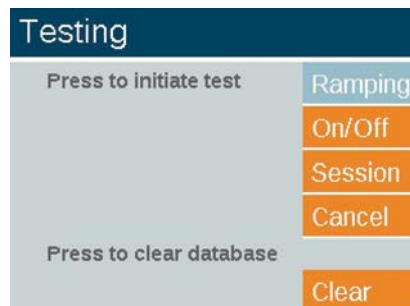 Testing
Press to initiate test
Ramping
On/Off
Session
Cancel
Press to clear database
Clear